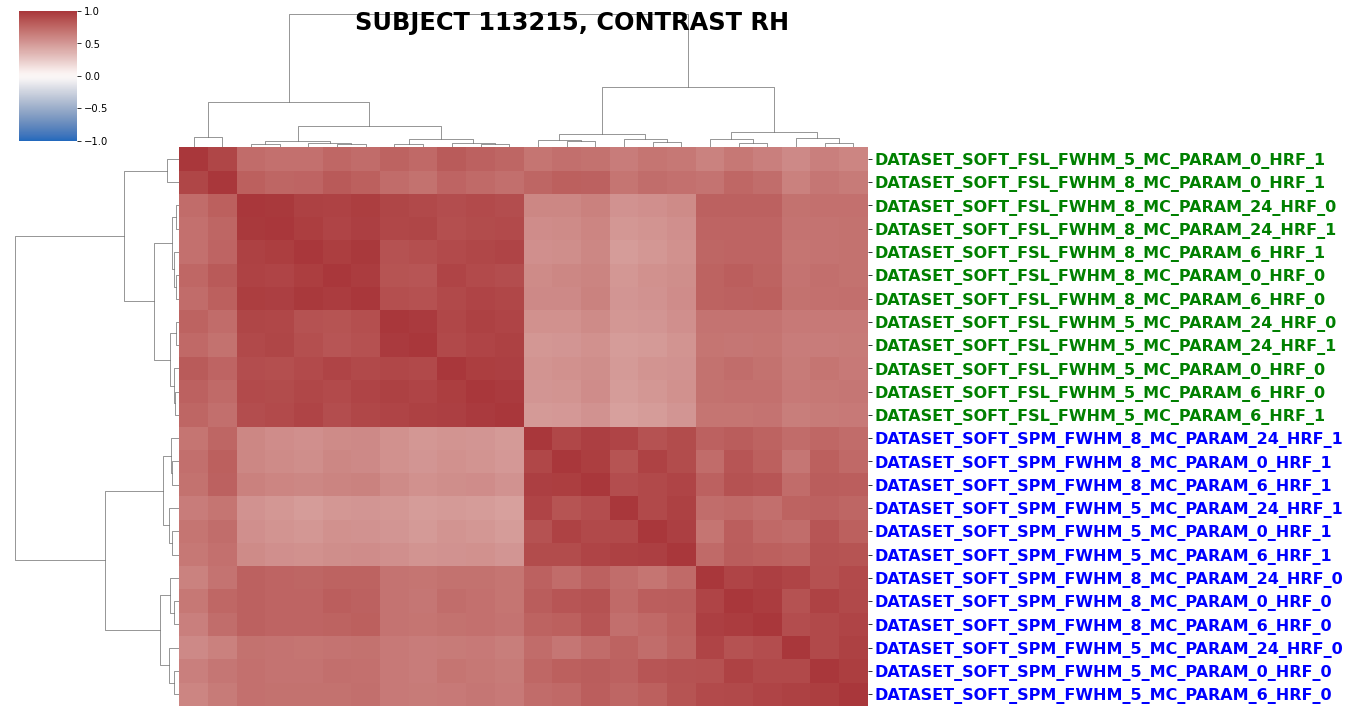 SUBJECT 113215, CONTRAST RH
1.0
0.5
0.0
−0.5
−1.0
DATASET_SOFT_FSL_FWHM_5_MC_PARAM_0_HRF_1
DATASET_SOFT_FSL_FWHM_8_MC_PARAM_0_HRF_1
DATASET_SOFT_FSL_FWHM_8_MC_PARAM_24_HRF_0
DATASET_SOFT_FSL_FWHM_8_MC_PARAM_24_HRF_1
DATASET_SOFT_FSL_FWHM_8_MC_PARAM_6_HRF_1
DATASET_SOFT_FSL_FWHM_8_MC_PARAM_0_HRF_0
DATASET_SOFT_FSL_FWHM_8_MC_PARAM_6_HRF_0
DATASET_SOFT_FSL_FWHM_5_MC_PARAM_24_HRF_0
DATASET_SOFT_FSL_FWHM_5_MC_PARAM_24_HRF_1
DATASET_SOFT_FSL_FWHM_5_MC_PARAM_0_HRF_0
DATASET_SOFT_FSL_FWHM_5_MC_PARAM_6_HRF_0
DATASET_SOFT_FSL_FWHM_5_MC_PARAM_6_HRF_1
DATASET_SOFT_SPM_FWHM_8_MC_PARAM_24_HRF_1
DATASET_SOFT_SPM_FWHM_8_MC_PARAM_0_HRF_1
DATASET_SOFT_SPM_FWHM_8_MC_PARAM_6_HRF_1
DATASET_SOFT_SPM_FWHM_5_MC_PARAM_24_HRF_1
DATASET_SOFT_SPM_FWHM_5_MC_PARAM_0_HRF_1
DATASET_SOFT_SPM_FWHM_5_MC_PARAM_6_HRF_1
DATASET_SOFT_SPM_FWHM_8_MC_PARAM_24_HRF_0
DATASET_SOFT_SPM_FWHM_8_MC_PARAM_0_HRF_0
DATASET_SOFT_SPM_FWHM_8_MC_PARAM_6_HRF_0
DATASET_SOFT_SPM_FWHM_5_MC_PARAM_24_HRF_0
DATASET_SOFT_SPM_FWHM_5_MC_PARAM_0_HRF_0
DATASET_SOFT_SPM_FWHM_5_MC_PARAM_6_HRF_0